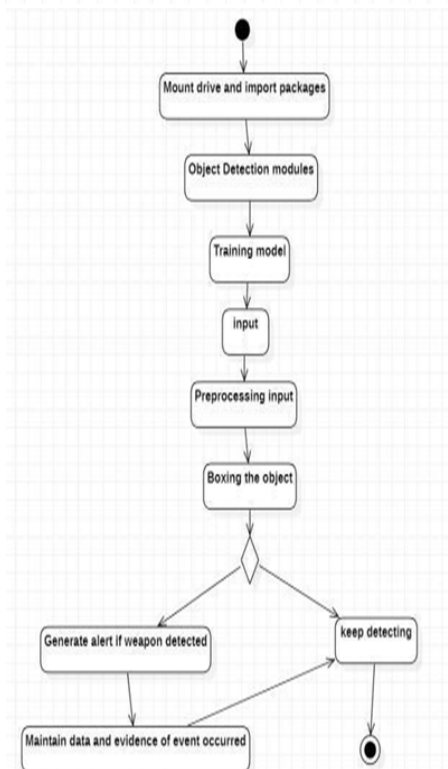 Mount drive and import packages
Object Detection modules
Training model
input
Preprocessing input
Boxing the object
Generate alert if weapon detected
keep detecting
Maintain data and evidence of event occurred